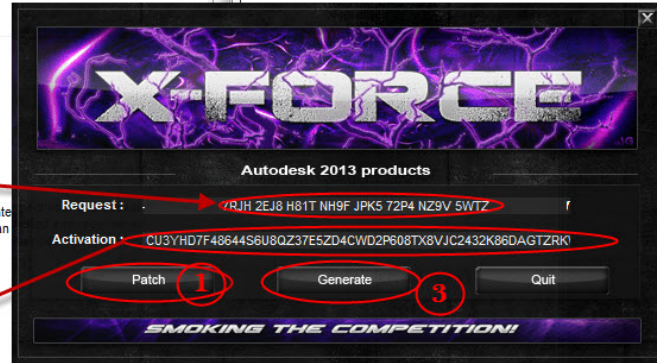 X-FORCE
Autodesk 2013 products
Request :
RJH 2EJ8 H81T NH9F JPK5 72P4 NZ9V 5WTZ
Activation :
CU3YHD7F48644S6U8QZ37E5ZD4CWD2P608TX8VJC2432K86DAGTZRK
Patch
1
Generate
3
Quit
SMOKING THE COMPETITION!